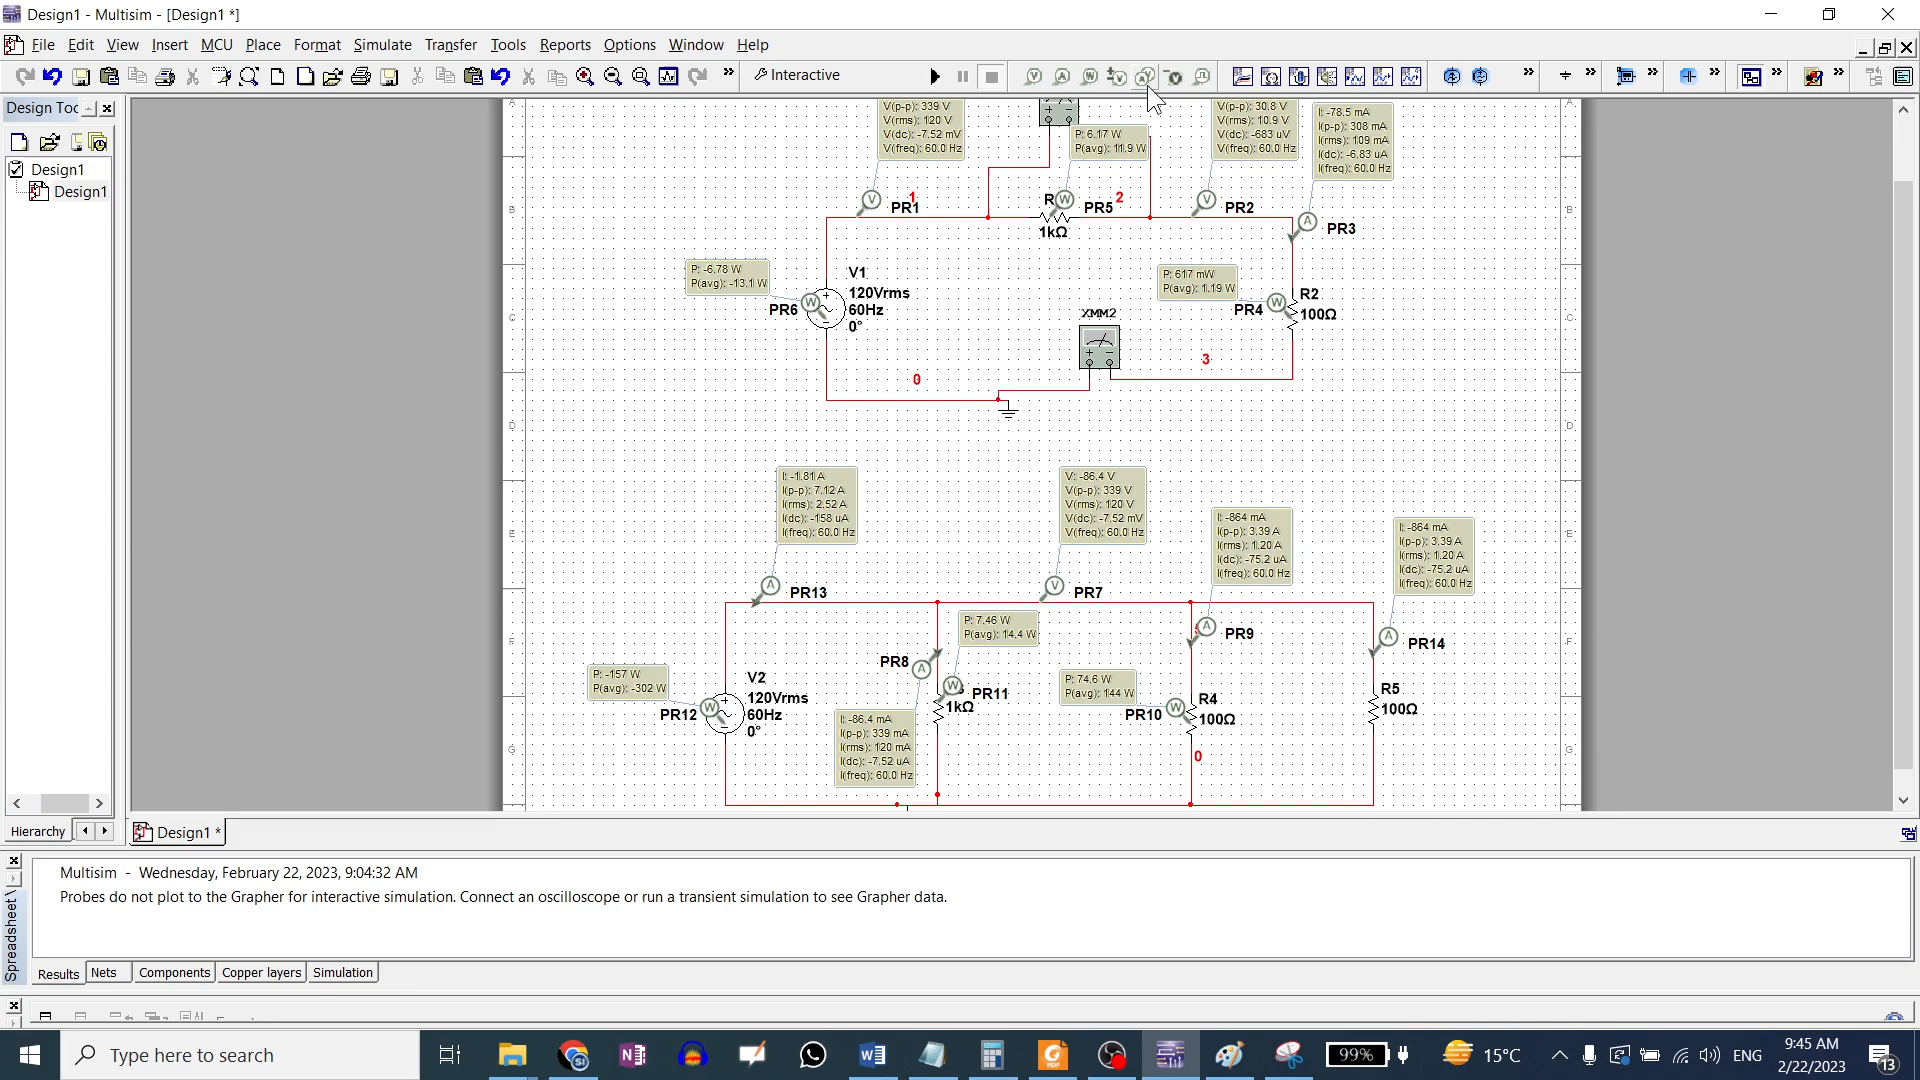 Design1 - Multisim - [Design1 *]
File Edit View Insert MCU Place Format Simulate Transfer Tools Reports Options Window Help
Interactive
Design Toc
Design1
Design1
Hierarchy
V(p-p): 339 V
V(rms): 120 V
V(dc): -7.52 mV
V(freq): 60.0 Hz
P: 6.17 W
P(avg): 11.9 W
V(p-p): 30.8 V
V(rms): 10.9 V
V(dc): -683 uV
V(freq): 60.0 Hz
I: -78.5 mA
I(p-p): 308 mA
I(rms): 109 mA
I(dc): -6.83 uA
I(freq): 60.0 Hz
V PR1
1
R W PR5
1kΩ
2
V PR2
A PR3
P: -6.78 W
P(avg): -13.1 W
W PR6
V1
120Vrms
60Hz
0°
P: 617 mW
P(avg): 1.19 W
PR4 W
R2
100Ω
XMM2
3
0
I: -1.81 A
I(p-p): 7.12 A
I(rms): 2.52 A
I(dc): -158 uA
I(freq): 60.0 Hz
V: -86.4 V
V(p-p): 339 V
V(rms): 120 V
V(dc): -7.52 mV
V(freq): 60.0 Hz
I: -864 mA
I(p-p): 3.39 A
I(rms): 1.20 A
I(dc): -75.2 uA
I(freq): 60.0 Hz
I: -864 mA
I(p-p): 3.39 A
I(rms): 1.20 A
I(dc): -75.2 uA
I(freq): 60.0 Hz
A PR13
V PR7
P: 7.46 W
P(avg): 14.4 W
A PR9
A PR14
PR8 A
W PR11
1kΩ
P: -157 W
P(avg): -302 W
PR12 W
V2
120Vrms
60Hz
0°
P: 74.6 W
P(avg): 144 W
PR10 W
R4
100Ω
R5
100Ω
I: -86.4 mA
I(p-p): 339 mA
I(rms): 120 mA
I(dc): -7.52 uA
I(freq): 60.0 Hz
0
A
B
C
D
E
F
G
A
B
C
D
E
F
G
Design1 *
Multisim - Wednesday, February 22, 2023, 9:04:32 AM
Probes do not plot to the Grapher for interactive simulation. Connect an oscilloscope or run a transient simulation to see Grapher data.
Spreadsheet \
Results Nets Components Copper layers Simulation
Type here to search
99%
15°C
ENG
9:45 AM
2/22/2023
13